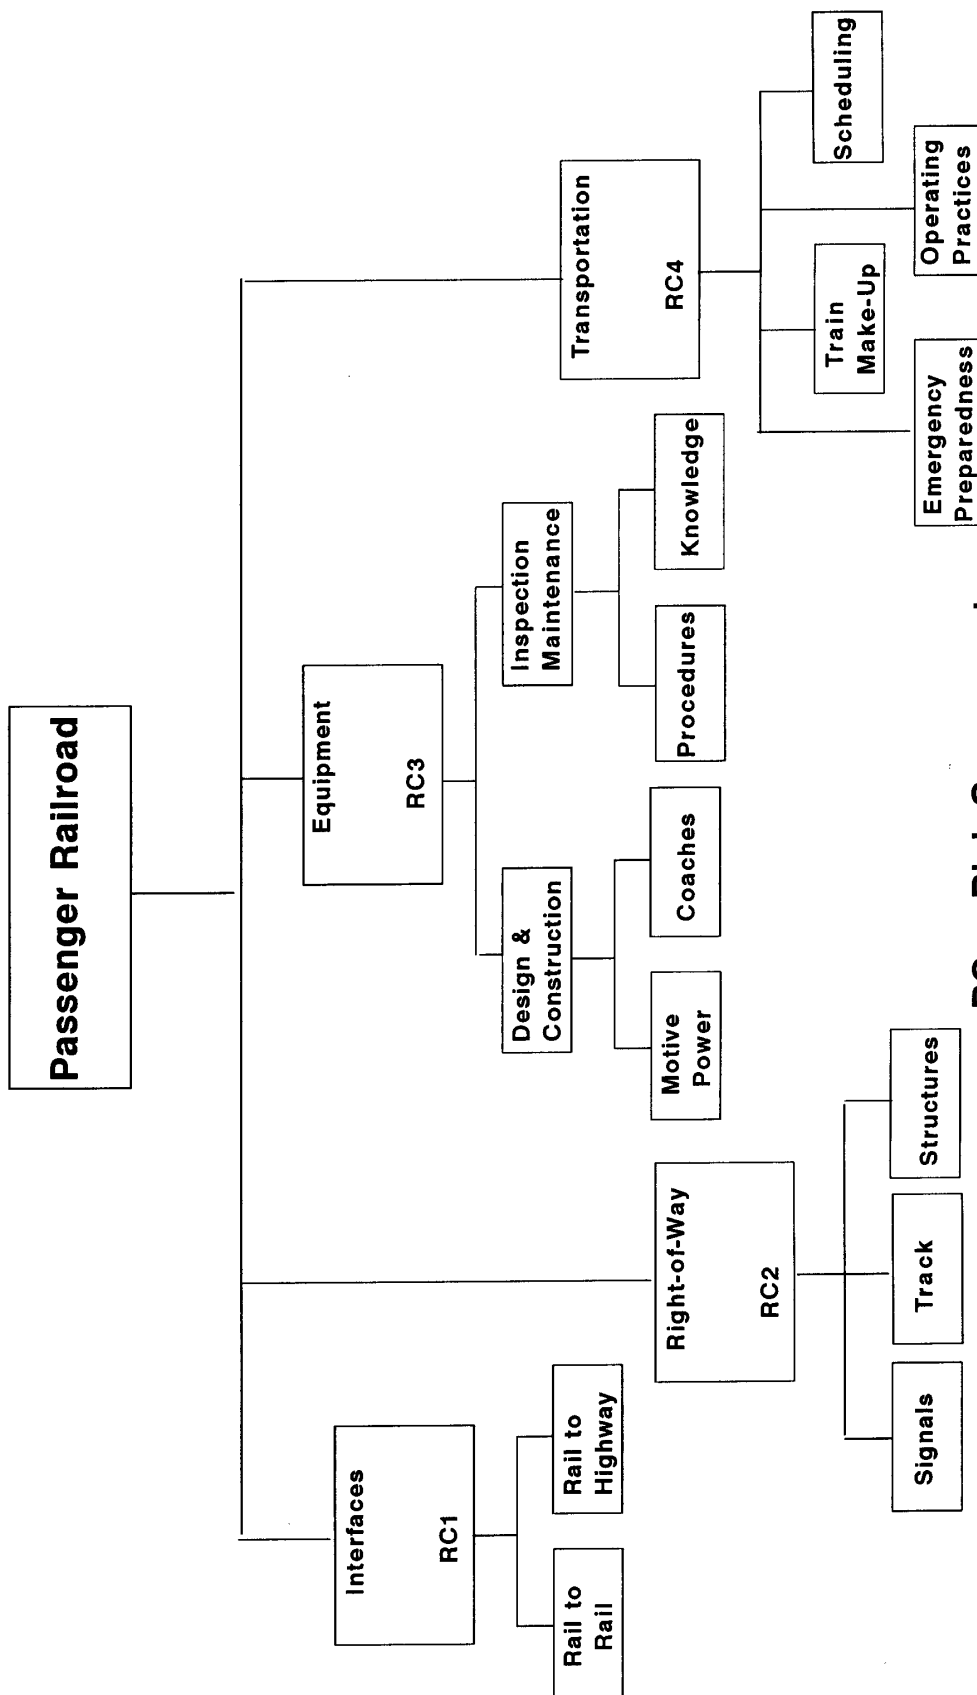 Passenger Railroad
Interfaces
RC1
Rail to
Rail
Rail to
Highway
Right-of-Way
RC2
Signals
Track
Structures
Equipment
RC3
Design &
Construction
Motive
Power
Coaches
Inspection
Maintenance
Procedures
Knowledge
Transportation
RC4
Emergency
Preparedness
Train
Make-Up
Operating
Practices
Scheduling